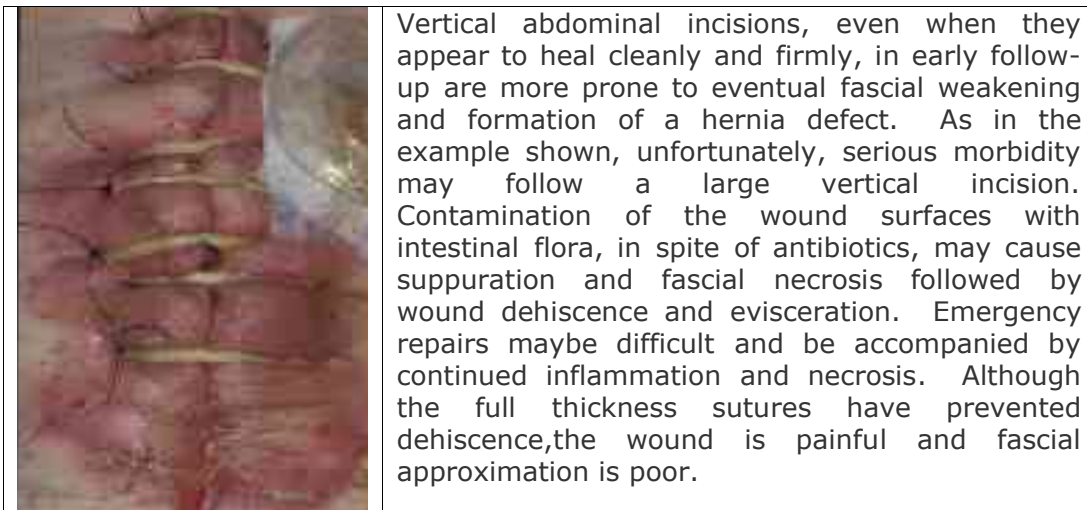 Vertical abdominal incisions, even when they
appear to heal cleanly and firmly, in early follow-
up are more prone to eventual fascial weakening
and formation of a hernia defect. As in the
example shown, unfortunately, serious morbidity
may follow a large vertical incision.
Contamination of the wound surfaces with
intestinal flora, in spite of antibiotics, may cause
suppuration and fascial necrosis followed by
wound dehiscence and evisceration. Emergency
repairs maybe difficult and be accompanied by
continued inflammation and necrosis. Although
the full thickness sutures have prevented
dehiscence,the wound is painful and fascial
approximation is poor.